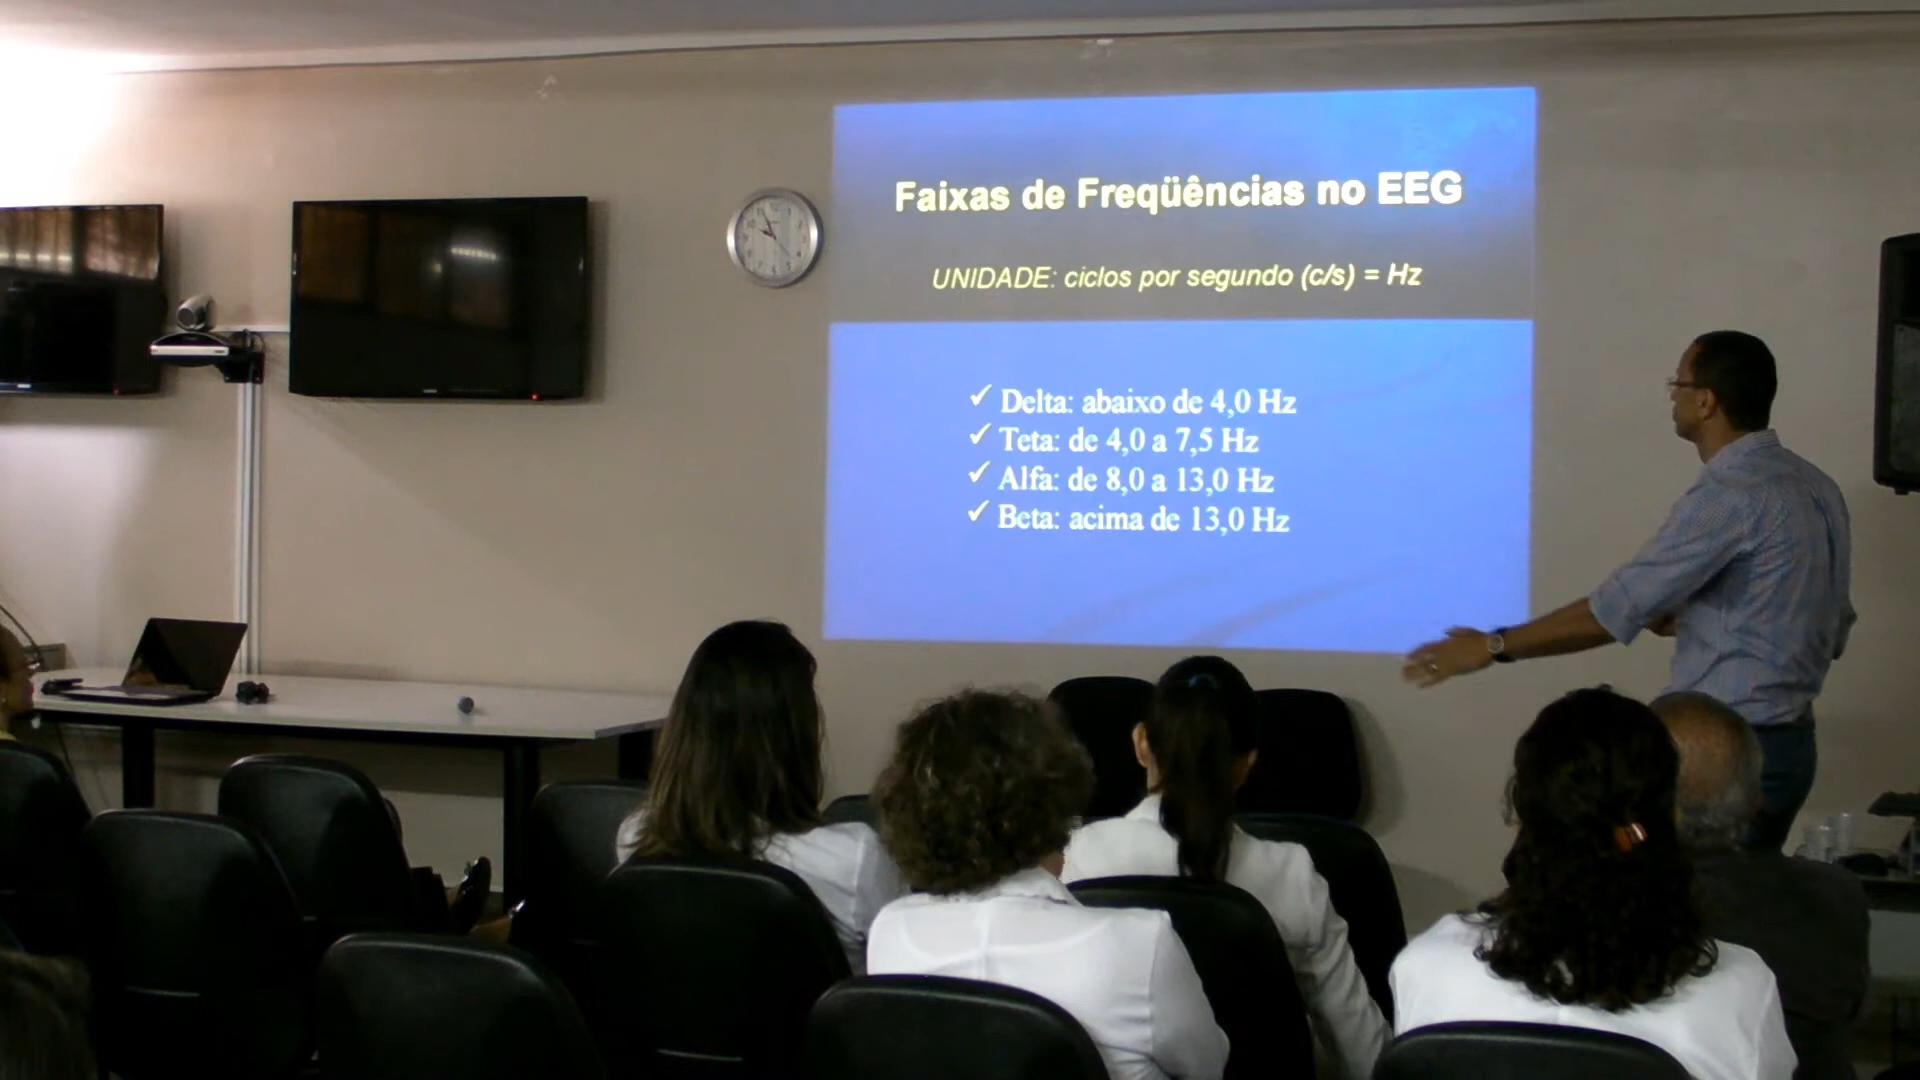 Faixas de Freqüências no EEG
UNIDADE: ciclos por segundo (c/s) = Hz
✓ Delta: abaixo de 4,0 Hz
✓ Teta: de 4,0 a 7,5 Hz
✓ Alfa: de 8,0 a 13,0 Hz
✓ Beta: acima de 13,0 Hz